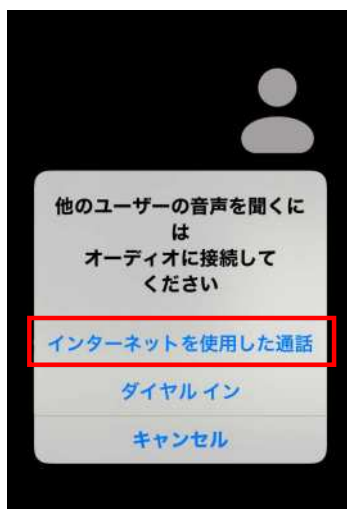 他のユーザーの音声を聞くに
は
オーディオに接続して
ください
インターネットを使用した通話
ダイヤル イン
キャンセル